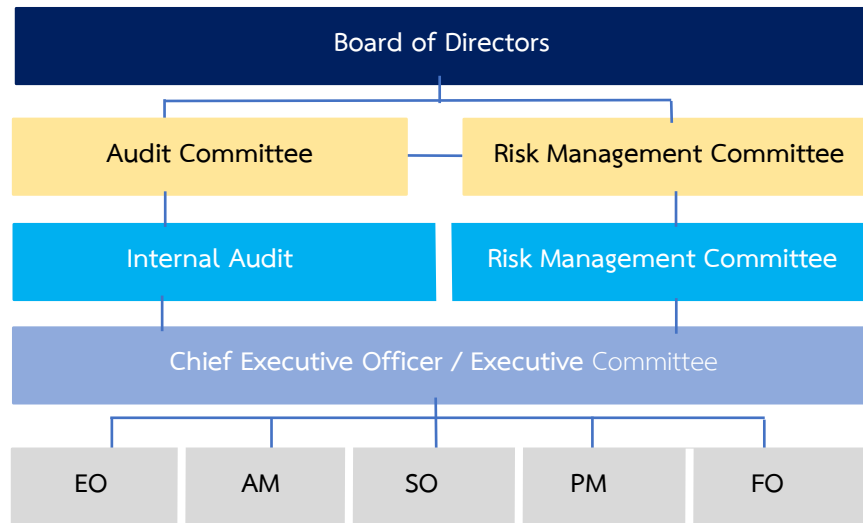 Board of Directors
Audit Committee
Risk Management Committee
Internal Audit
Risk Management Committee
Chief Executive Officer / Executive Committee
EO
AM
SO
PM
FO